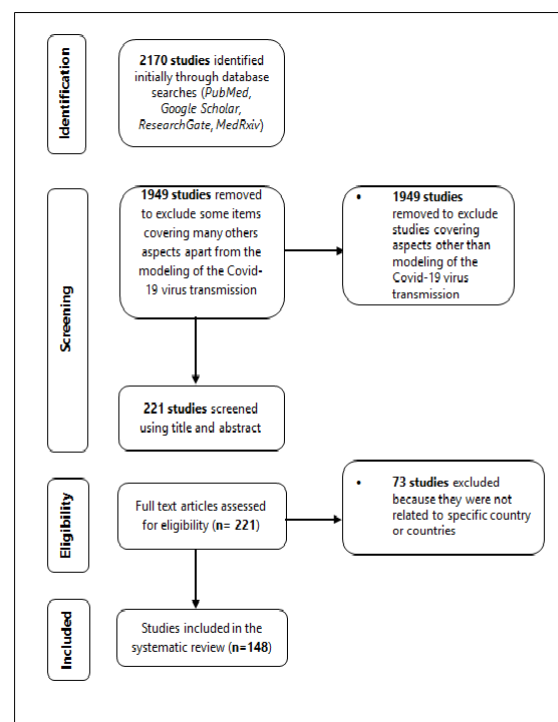 Identification
2170 studies identified
initially through database
searches (PubMed,
Google Scholar,
ResearchGate, MedRxiv)
Screening
1949 studies removed
to exclude some items
covering many others
aspects apart from the
modeling of the Covid-
19 virus transmission
• 1949 studies
removed to exclude
studies covering
aspects other than
modeling of the
Covid-19 virus
transmission
221 studies screened
using title and abstract
Eligibility
Full text articles assessed
for eligibility (n= 221)
• 73 studies excluded
because they were not
related to specific country
or countries
Included
Studies included in the
systematic review (n=148)